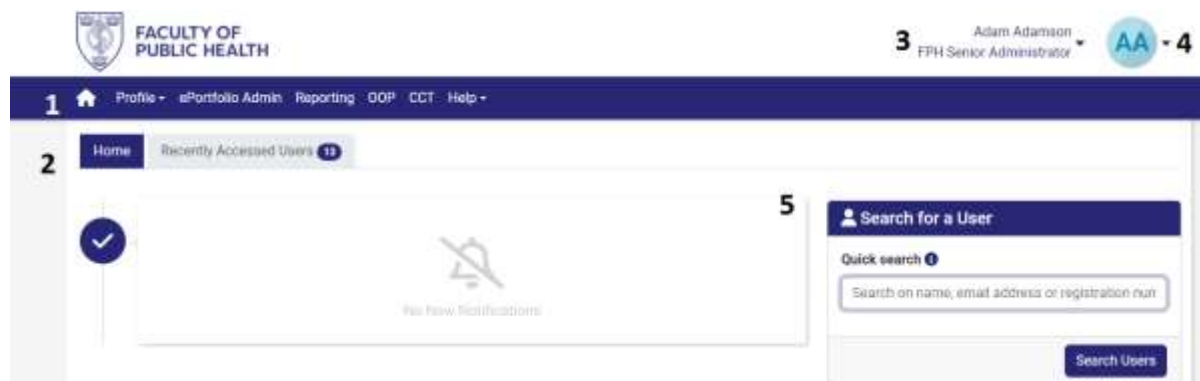 FACULTY OF
PUBLIC HEALTH
3
Adam Adamson
FPH Senior Administrator
AA
4
1
Profile ePortfolio Admin Reporting OOP CCT Help
2
Home Recently Accessed Users 13
5
Search for a User
Quick search
Search on name, email address or registration num
No New Notifications
Search Users